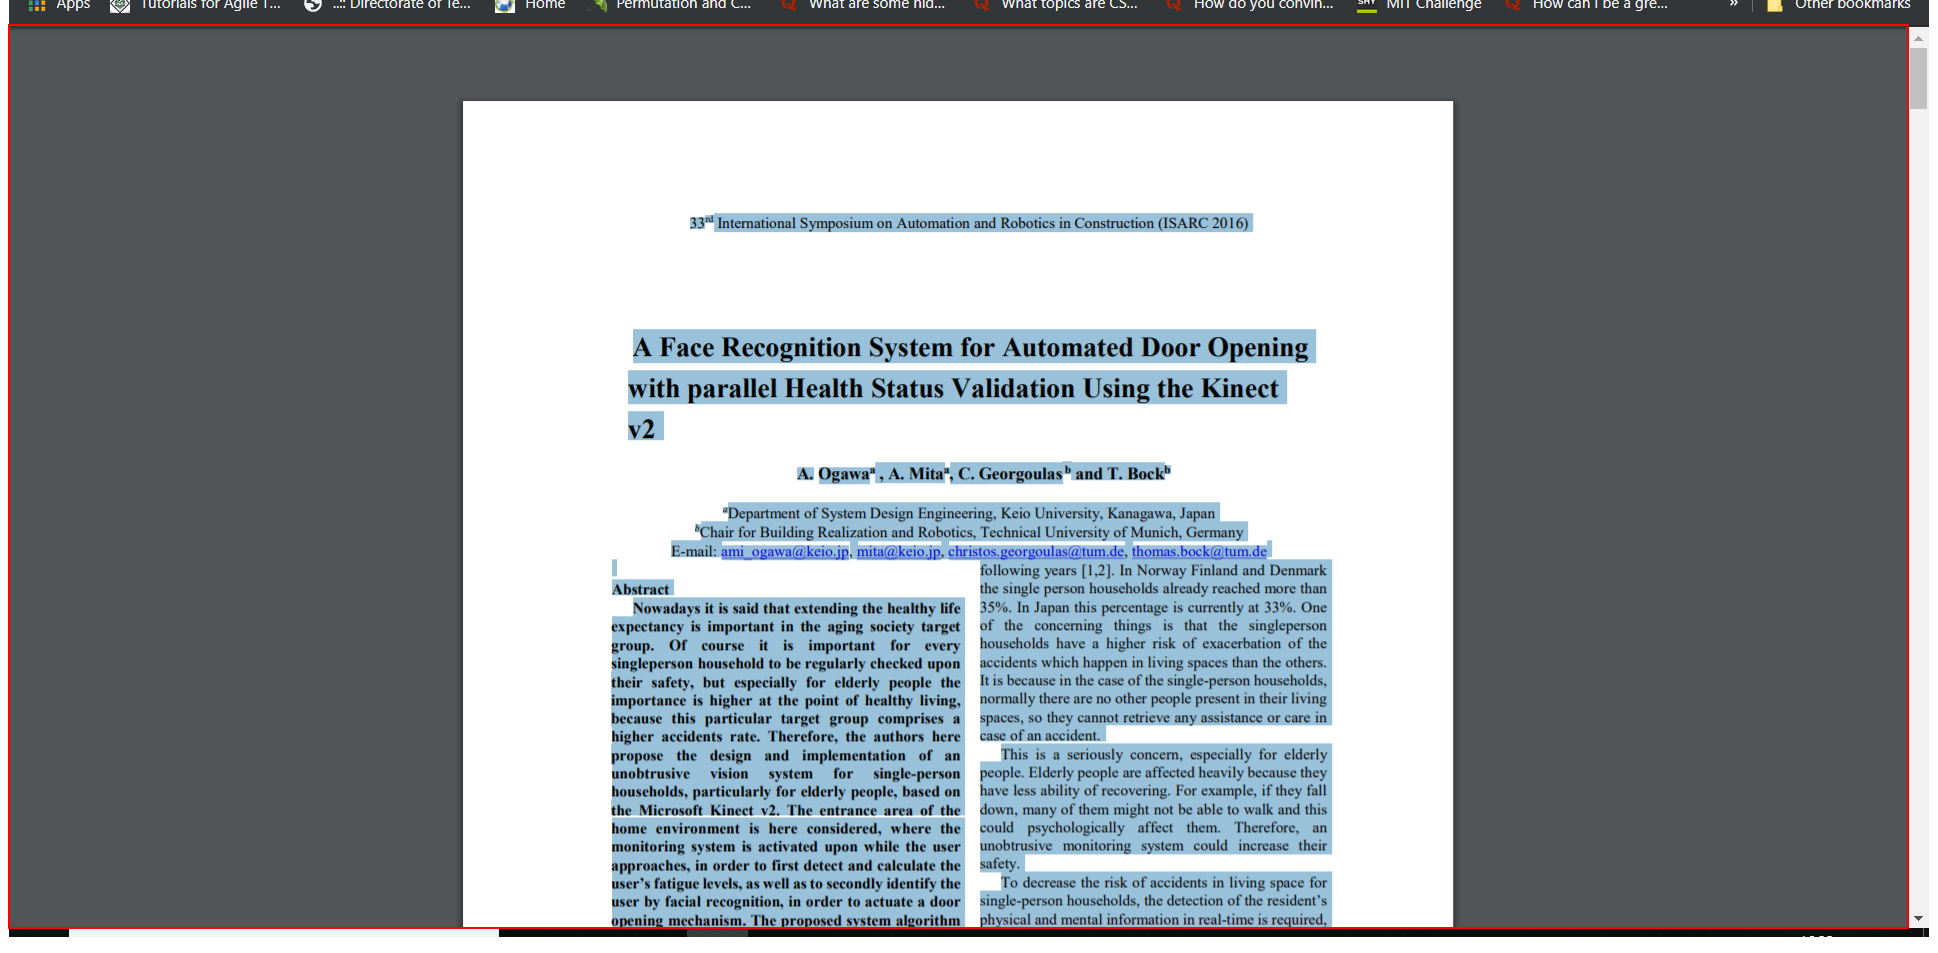 Apps Tutorials for Agile T... ..:: Directorate of Te... Home Permutation and C... What are some hid... What topics are CS... How do you convin... MIT Challenge How can I be a gre... » Other bookmarks
33rd International Symposium on Automation and Robotics in Construction (ISARC 2016)
A Face Recognition System for Automated Door Opening
with parallel Health Status Validation Using the Kinect
v2
A. Ogawaa , A. Mitaa, C. Georgoulas b and T. Bockb
aDepartment of System Design Engineering, Keio University, Kanagawa, Japan
bChair for Building Realization and Robotics, Technical University of Munich, Germany
E-mail: ami_ogawa@keio.jp, mita@keio.jp, christos.georgoulas@tum.de, thomas.bock@tum.de
Abstract
Nowadays it is said that extending the healthy life
expectancy is important in the aging society target
group. Of course it is important for every
singleperson household to be regularly checked upon
their safety, but especially for elderly people the
importance is higher at the point of healthy living,
because this particular target group comprises a
higher accidents rate. Therefore, the authors here
propose the design and implementation of an
unobtrusive vision system for single-person
households, particularly for elderly people, based on
the Microsoft Kinect v2. The entrance area of the
home environment is here considered, where the
monitoring system is activated upon while the user
approaches, in order to first detect and calculate the
user's fatigue levels, as well as to secondly identify the
user by facial recognition, in order to actuate a door
opening mechanism. The proposed system algorithm
following years [1,2]. In Norway Finland and Denmark
the single person households already reached more than
35%. In Japan this percentage is currently at 33%. One
of the concerning things is that the singleperson
households have a higher risk of exacerbation of the
accidents which happen in living spaces than the others.
It is because in the case of the single-person households,
normally there are no other people present in their living
spaces, so they cannot retrieve any assistance or care in
case of an accident.
This is a seriously concern, especially for elderly
people. Elderly people are affected heavily because they
have less ability of recovering. For example, if they fall
down, many of them might not be able to walk and this
could psychologically affect them. Therefore, an
unobtrusive monitoring system could increase their
safety.
To decrease the risk of accidents in living space for
single-person households, the detection of the resident's
physical and mental information in real-time is required,